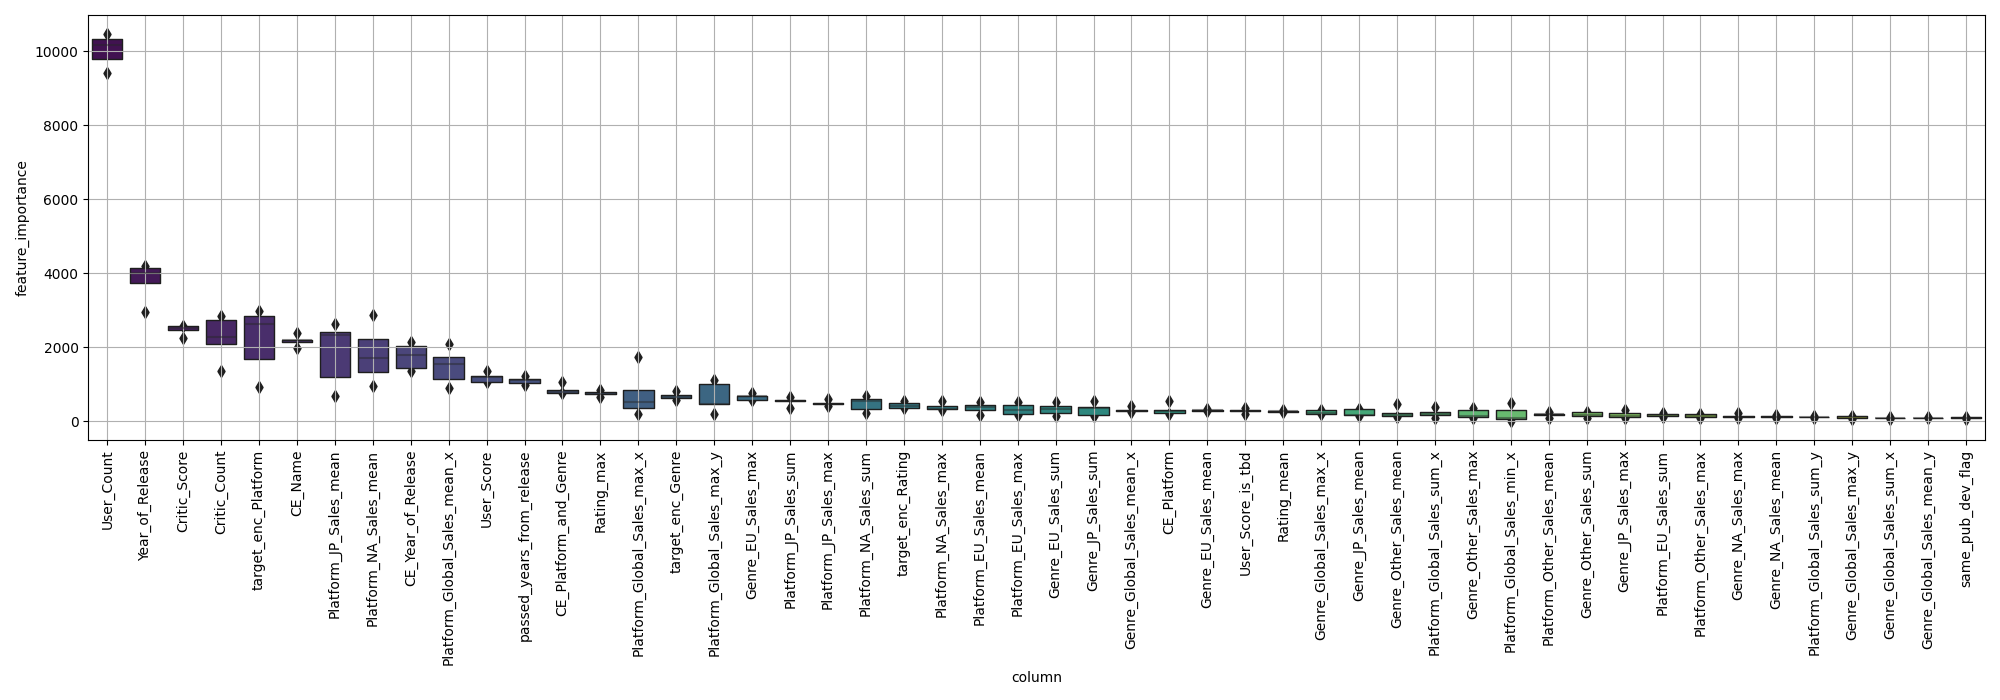 10000
8000
6000
4000
2000
0
feature_importance
User_Count
Year_of_Release
Critic_Score
Critic_Count
target_enc_Platform
CE_Name
Platform_JP_Sales_mean
Platform_NA_Sales_mean
CE_Year_of_Release
Platform_Global_Sales_mean_x
User_Score
passed_years_from_release
CE_Platform_and_Genre
Rating_max
Platform_Global_Sales_max_x
target_enc_Genre
Platform_Global_Sales_max_y
Genre_EU_Sales_max
Platform_JP_Sales_sum
Platform_JP_Sales_max
Platform_NA_Sales_sum
target_enc_Rating
Platform_NA_Sales_max
Platform_EU_Sales_mean
Platform_EU_Sales_max
Genre_EU_Sales_sum
Genre_JP_Sales_sum
Genre_Global_Sales_mean_x
CE_Platform
Genre_EU_Sales_mean
User_Score_is_tbd
Rating_mean
Genre_Global_Sales_max_x
Genre_JP_Sales_mean
Genre_Other_Sales_mean
Platform_Global_Sales_sum_x
Genre_Other_Sales_max
Platform_Global_Sales_min_x
Platform_Other_Sales_mean
Genre_Other_Sales_sum
Genre_JP_Sales_max
Platform_EU_Sales_sum
Platform_Other_Sales_max
Genre_NA_Sales_max
Genre_NA_Sales_mean
Platform_Global_Sales_sum_y
Genre_Global_Sales_max_y
Genre_Global_Sales_sum_x
Genre_Global_Sales_mean_y
same_pub_dev_flag
column